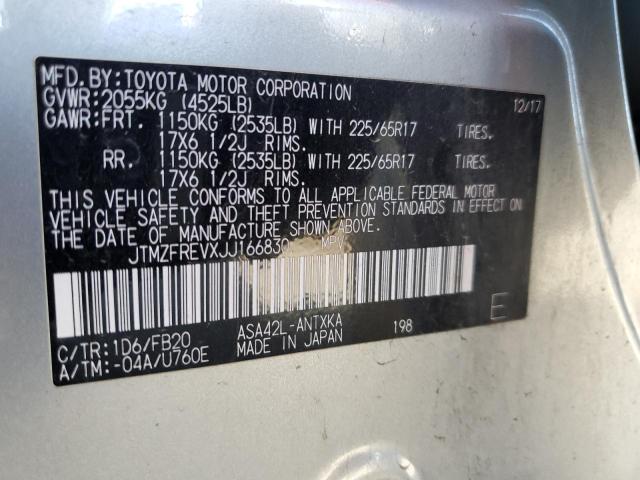 MFD. BY: TOYOTA MOTOR CORPORATION 12/17
GVWR: 2055KG (4525LB)
GAWR: FRT. 1150KG (2535LB) WITH 225/65R17 TIRES.
17X6 1/2J RIMS.
RR. 1150KG (2535LB) WITH 225/65R17 TIRES.
17X6 1/2J RIMS.
THIS VEHICLE CONFORMS TO ALL APPLICABLE FEDERAL MOTOR
VEHICLE SAFETY AND THEFT PREVENTION STANDARDS IN EFFECT ON
THE DATE OF MANUFACTURE SHOWN ABOVE.
JTMZFREVXJJ166830 MPV
E
C/TR: 1D6/FB20 ASA42L-ANTXKA 198
A/TM: -04A/U760E MADE IN JAPAN